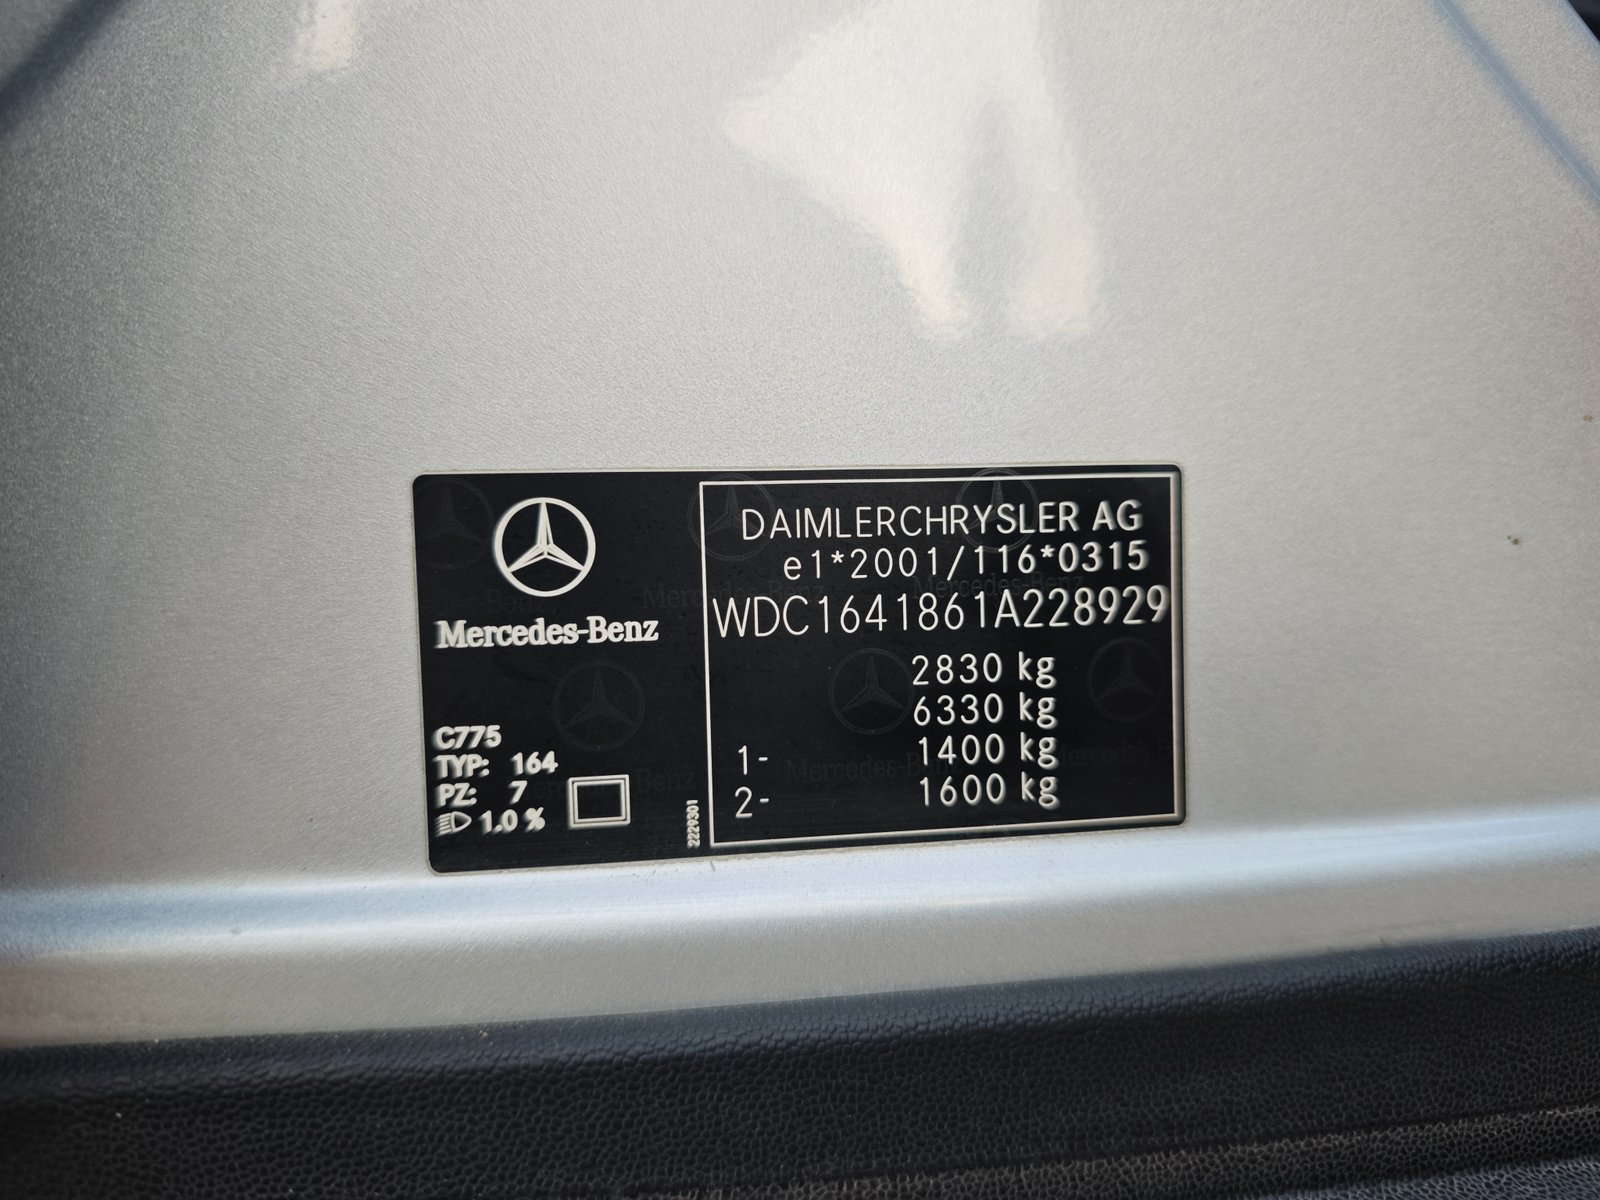 Mercedes-Benz
C775
TYP: 164
PZ: 7
1.0 %
2229301
DAIMLERCHRYSLER AG
e1*2001/116*0315
WDC1641861A228929
2830 kg
6330 kg
1- 1400 kg
2- 1600 kg